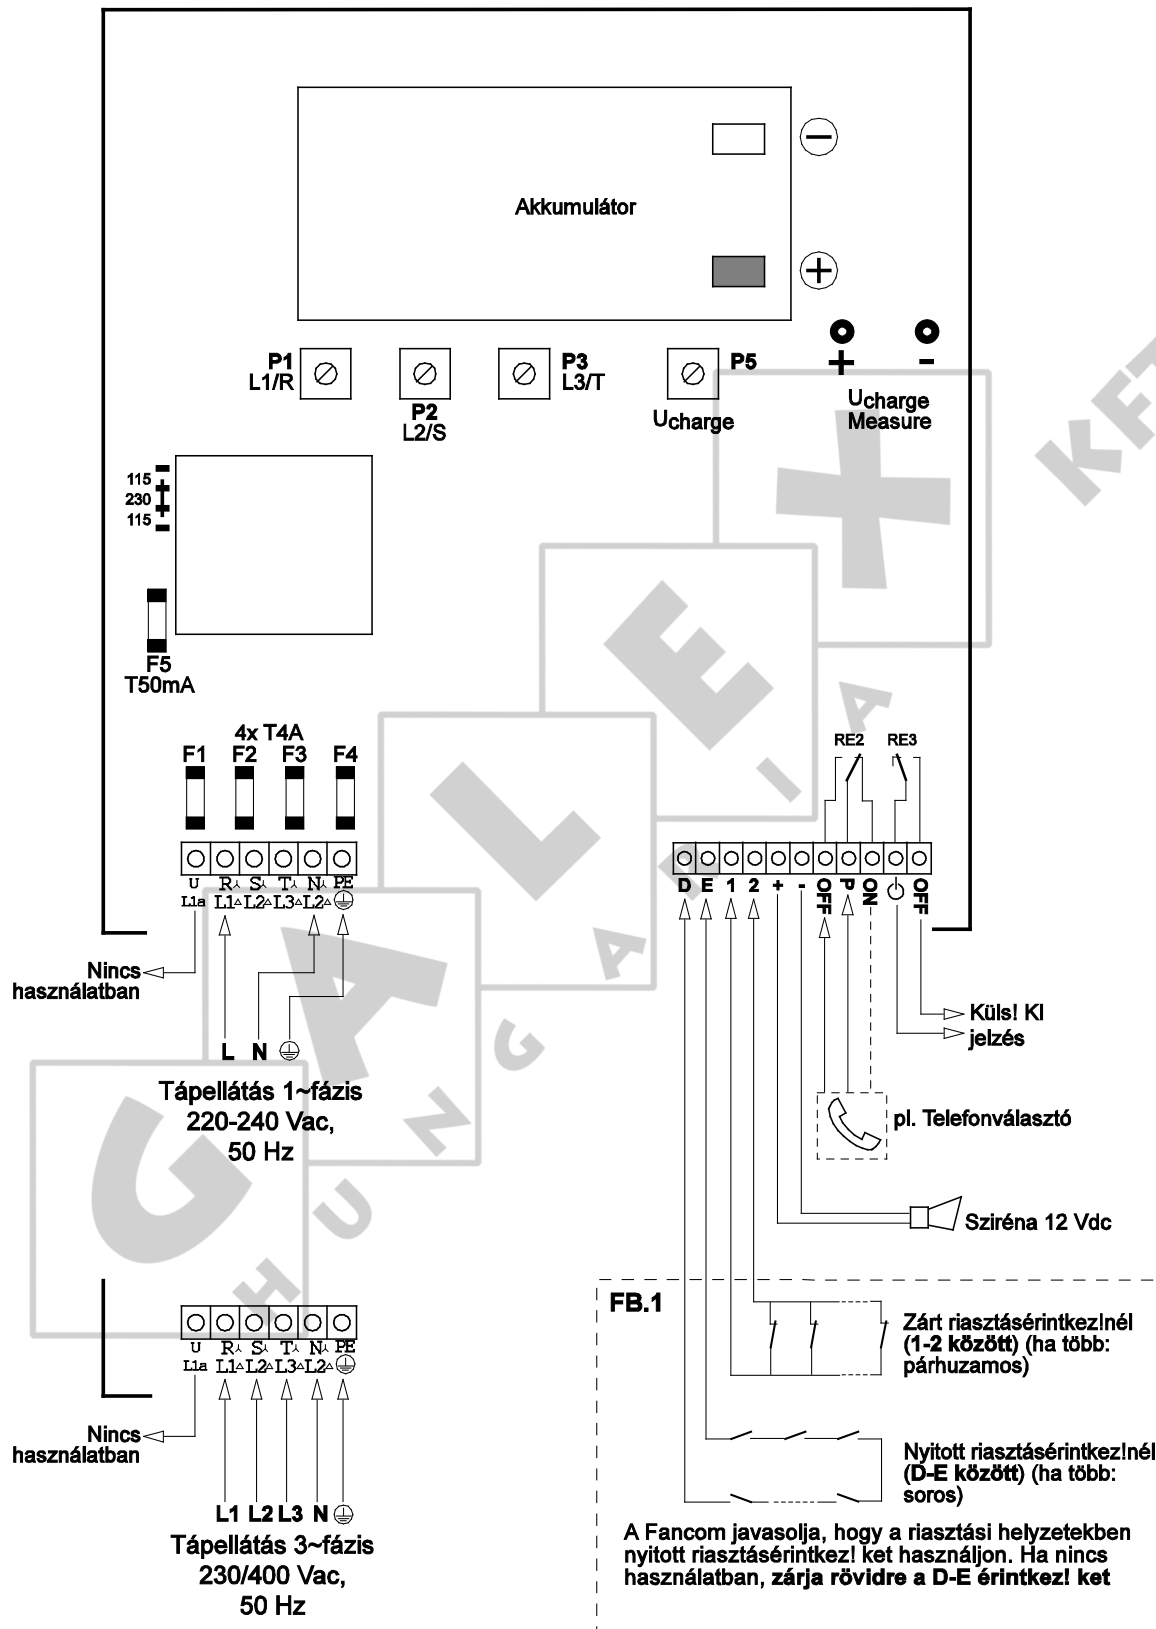 Akkumulátor
−
+
P1
L1/R
P2
L2/S
P3
L3/T
P5
Ucharge
+ -
Ucharge
Measure
115
230
115
F5
T50mA
4x T4A
F1 F2 F3 F4
U R S T N PE
L1a L1 L2 L3 L2
Nincs
használatban
L N
Tápellátás 1~fázis
220-240 Vac,
50 Hz
RE2 RE3
D E 1 2 + - OFF P ON OFF
Küls! KI
jelzés
pl. Telefonválasztó
Sziréna 12 Vdc
U R S T N PE
L1a L1 L2 L3 L2
Nincs
használatban
L1 L2 L3 N
Tápellátás 3~fázis
230/400 Vac,
50 Hz
FB.1
Zárt riasztásérintkez!nél
(1-2 között) (ha több:
párhuzamos)
Nyitott riasztásérintkez!nél
(D-E között) (ha több:
soros)
A Fancom javasolja, hogy a riasztási helyzetekben
nyitott riasztásérintkez! ket használjon. Ha nincs
használatban, zárja rövidre a D-E érintkez! ket
GALEX
HUNGARIA
KFT